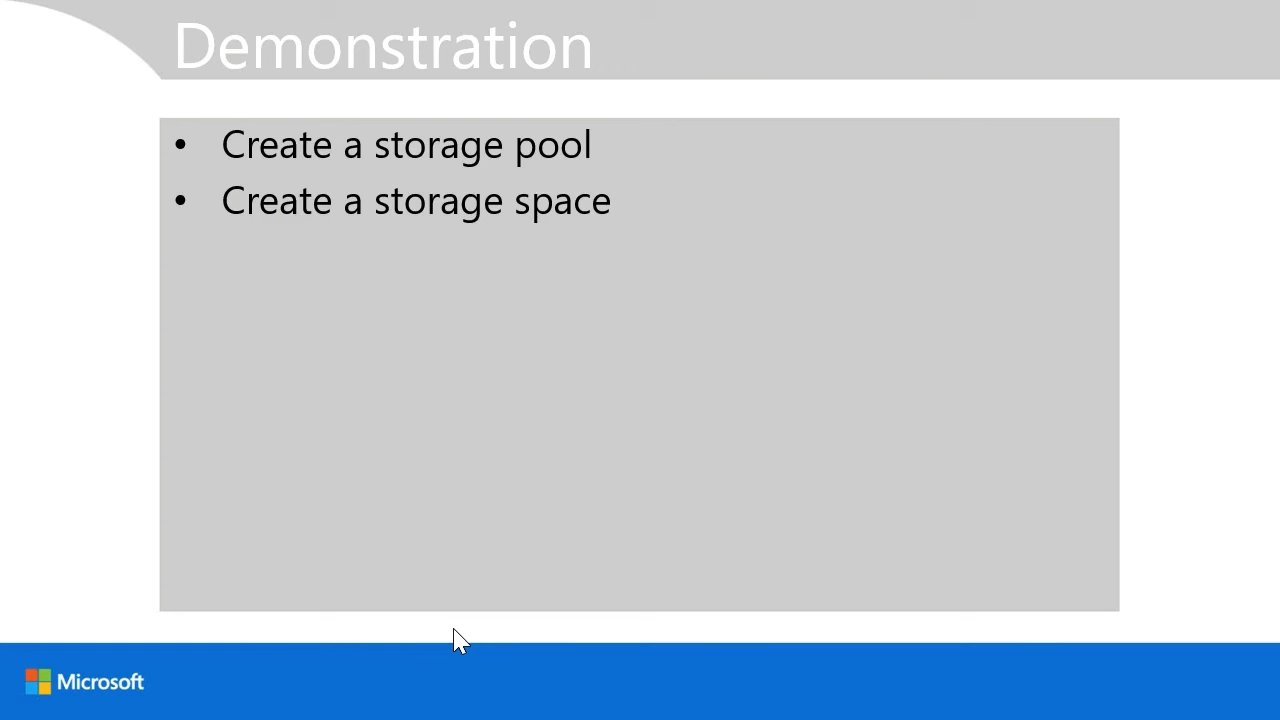 Demonstration
• Create a storage pool
• Create a storage space
Microsoft